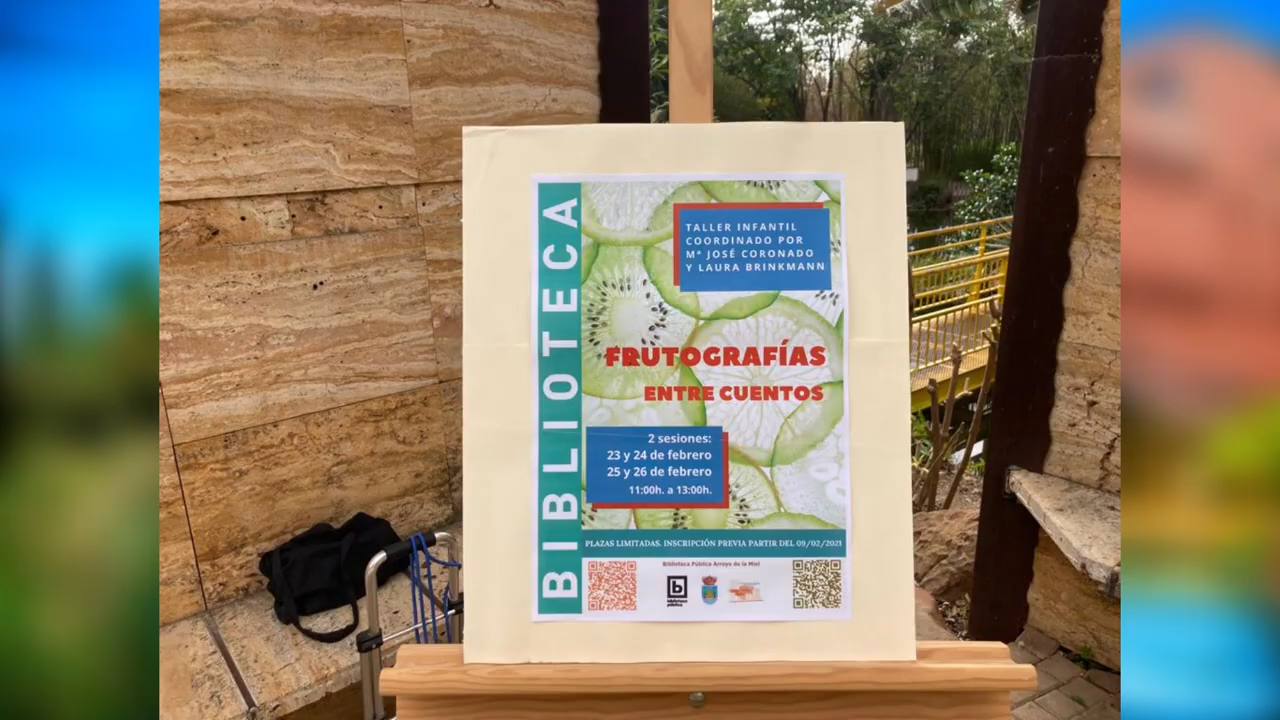 BIBLIOTECA
TALLER INFANTIL
COORDINADO POR
Mª JOSÉ CORONADO
Y LAURA BRINKMANN
FRUTOGRAFÍAS
ENTRE CUENTOS
2 sesiones:
23 y 24 de febrero
25 y 26 de febrero
11:00h. a 13:00h.
PLAZAS LIMITADAS. INSCRIPCIÓN PREVIA PARTIR DEL 09/02/2021
Biblioteca Pública Arroyo de la Miel
biblioteca
pública